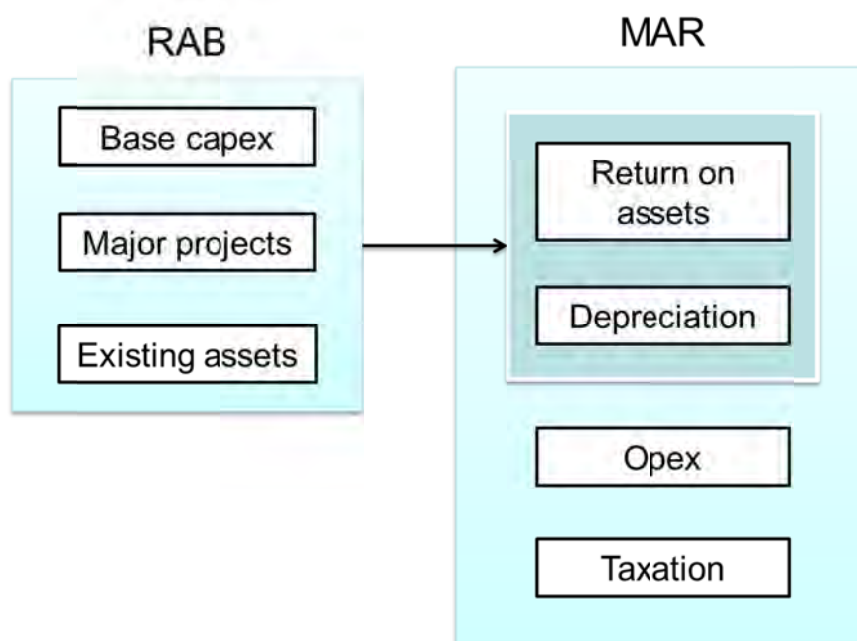 RAB
Base capex
Major projects
Existing assets
MAR
Return on
assets
Depreciation
Opex
Taxation